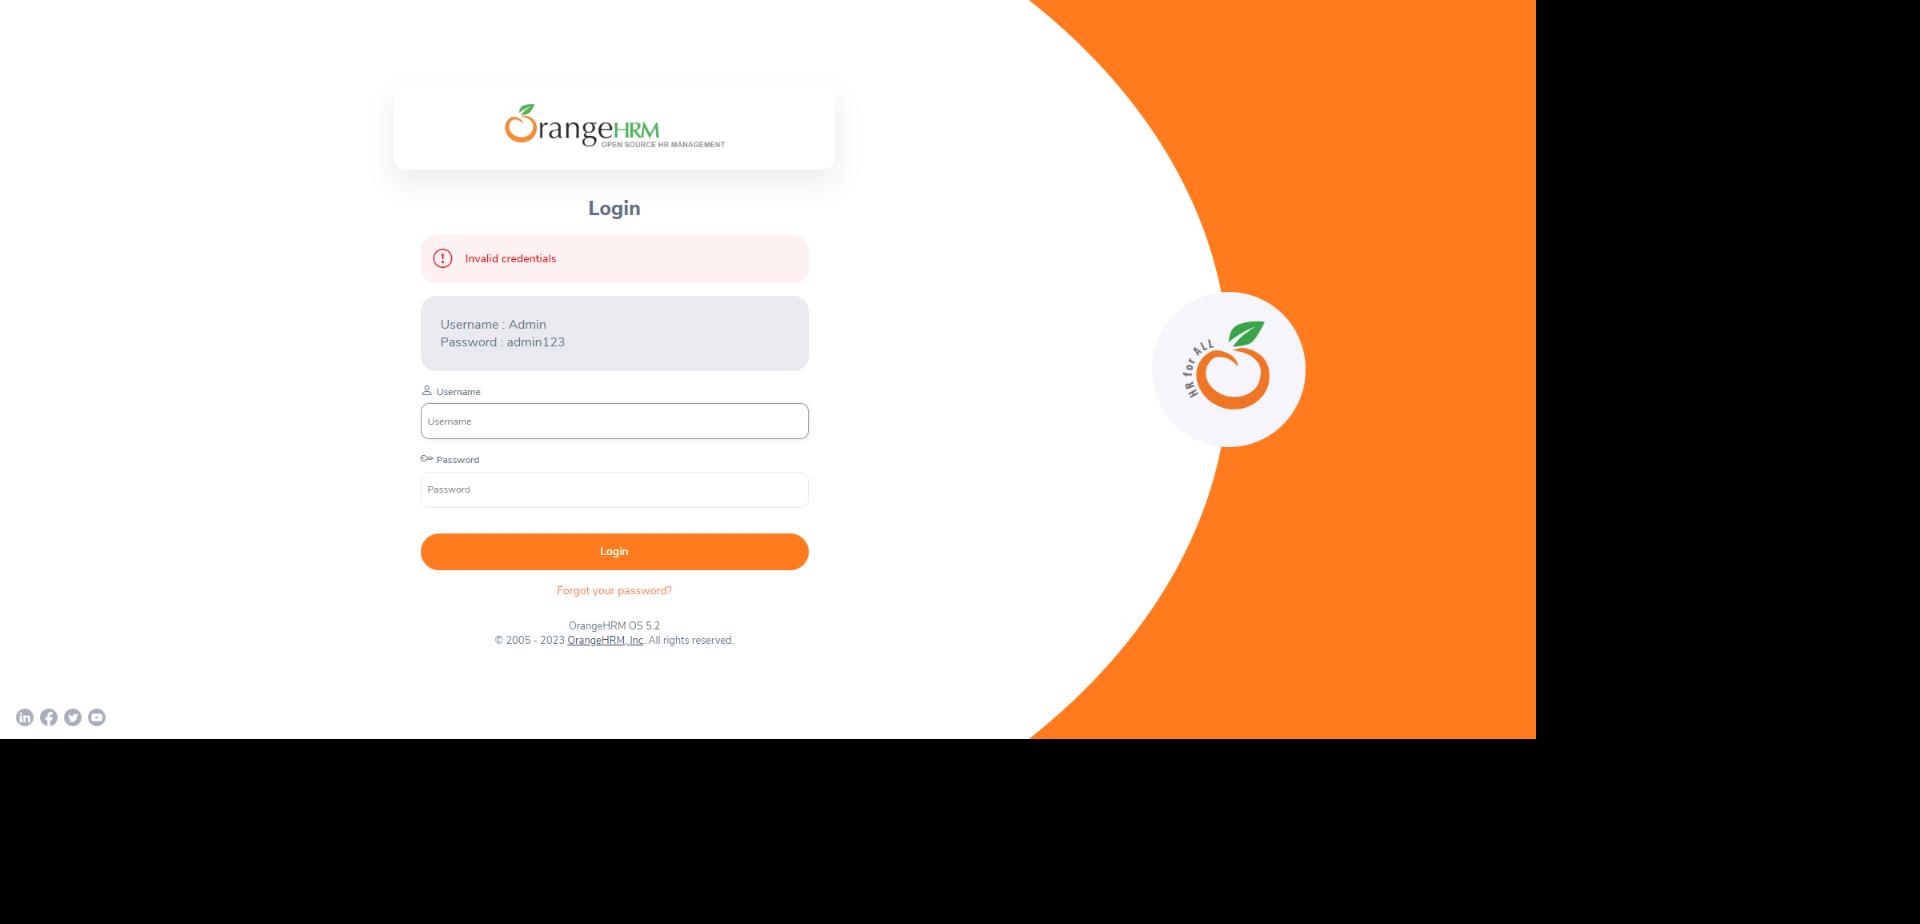 OrangeHRM
OPEN SOURCE HR MANAGEMENT
Login
Invalid credentials
Username : Admin
Password : admin123
Username
Username
Password
Password
Login
Forgot your password?
OrangeHRM OS 5.2
© 2005 - 2023 OrangeHRM, Inc. All rights reserved.
HR for ALL
in